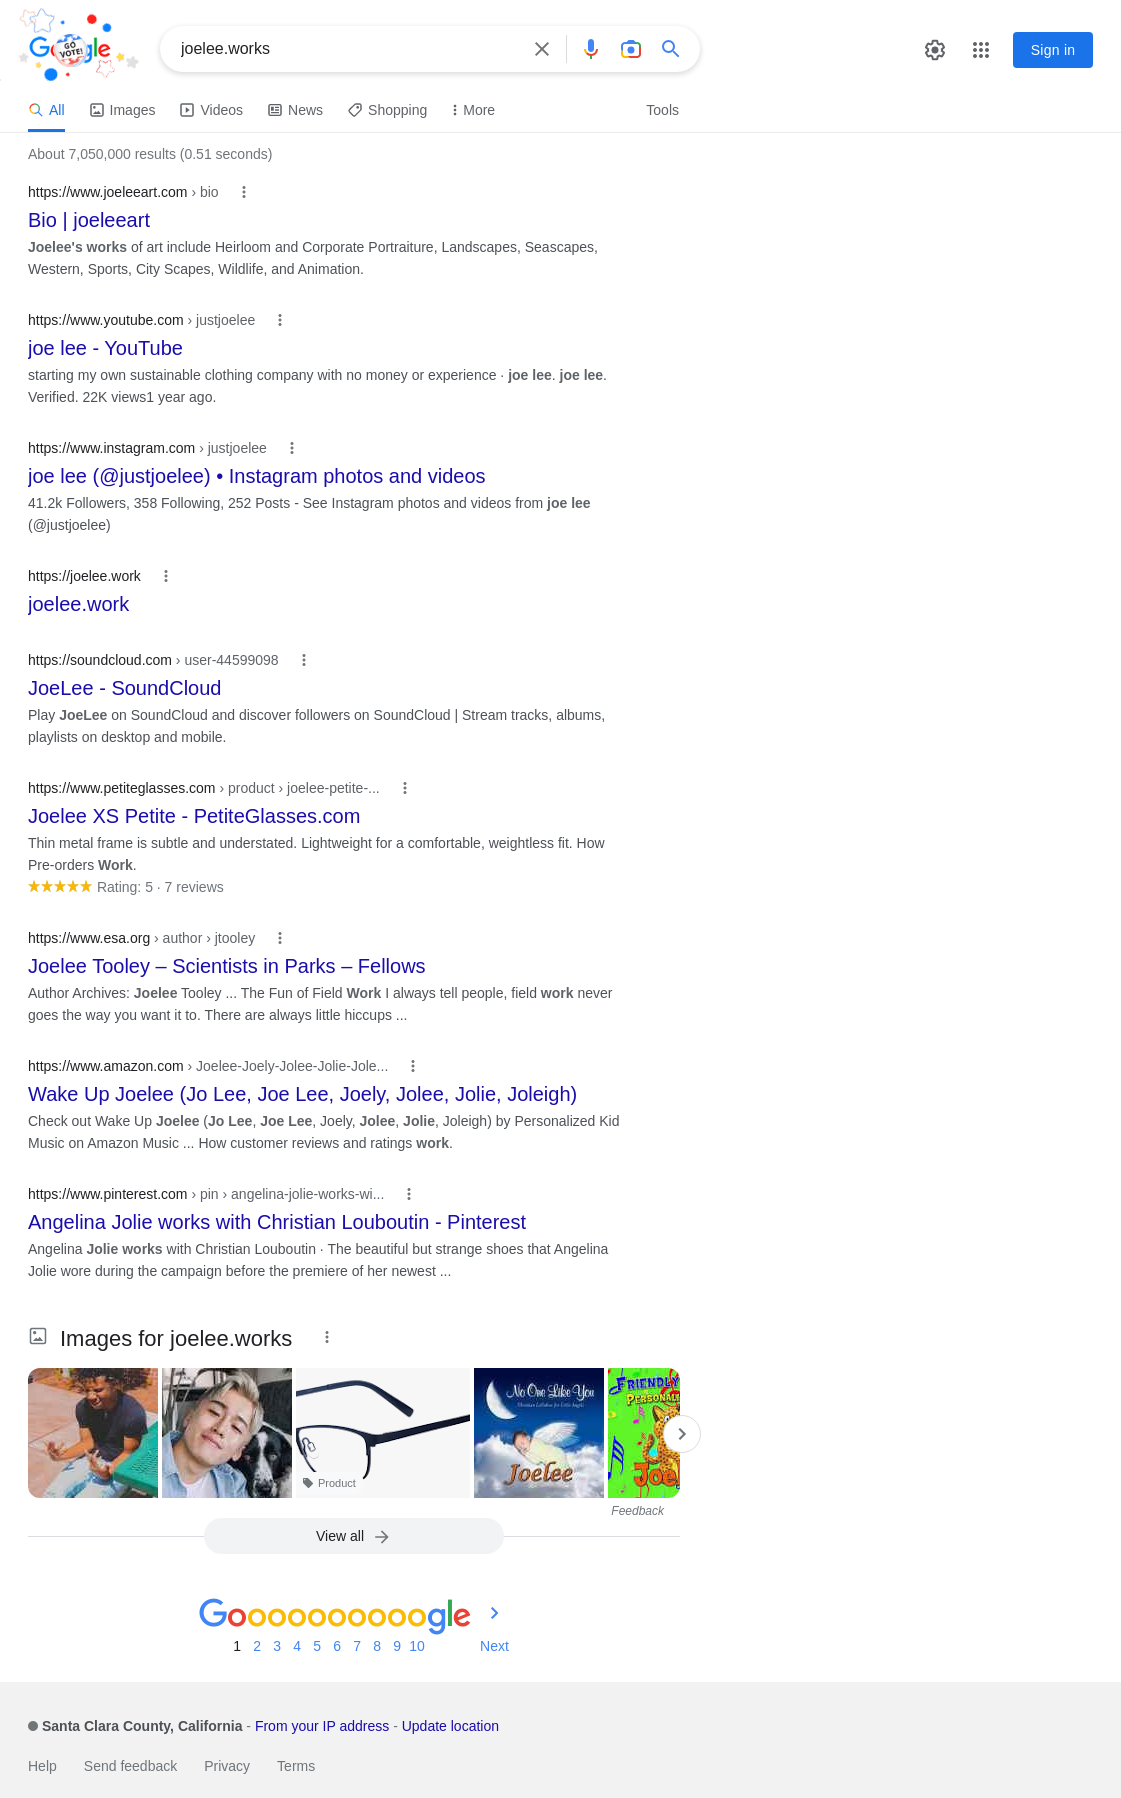 Google
GO VOTE!
joelee.works
Sign in
All
Images
Videos
News
Shopping
More
Tools
About 7,050,000 results (0.51 seconds)
https://www.joeleeart.com › bio
Bio | joeleeart
Joelee's works of art include Heirloom and Corporate Portraiture, Landscapes, Seascapes,
Western, Sports, City Scapes, Wildlife, and Animation.
https://www.youtube.com › justjoelee
joe lee - YouTube
starting my own sustainable clothing company with no money or experience · joe lee. joe lee.
Verified. 22K views1 year ago.
https://www.instagram.com › justjoelee
joe lee (@justjoelee) • Instagram photos and videos
41.2k Followers, 358 Following, 252 Posts - See Instagram photos and videos from joe lee
(@justjoelee)
https://joelee.work
joelee.work
https://soundcloud.com › user-44599098
JoeLee - SoundCloud
Play JoeLee on SoundCloud and discover followers on SoundCloud | Stream tracks, albums,
playlists on desktop and mobile.
https://www.petiteglasses.com › product › joelee-petite-...
Joelee XS Petite - PetiteGlasses.com
Thin metal frame is subtle and understated. Lightweight for a comfortable, weightless fit. How
Pre-orders Work.
Rating: 5 · 7 reviews
https://www.esa.org › author › jtooley
Joelee Tooley – Scientists in Parks – Fellows
Author Archives: Joelee Tooley ... The Fun of Field Work I always tell people, field work never
goes the way you want it to. There are always little hiccups ...
https://www.amazon.com › Joelee-Joely-Jolee-Jolie-Jole...
Wake Up Joelee (Jo Lee, Joe Lee, Joely, Jolee, Jolie, Joleigh)
Check out Wake Up Joelee (Jo Lee, Joe Lee, Joely, Jolee, Jolie, Joleigh) by Personalized Kid
Music on Amazon Music ... How customer reviews and ratings work.
https://www.pinterest.com › pin › angelina-jolie-works-wi...
Angelina Jolie works with Christian Louboutin - Pinterest
Angelina Jolie works with Christian Louboutin · The beautiful but strange shoes that Angelina
Jolie wore during the campaign before the premiere of her newest ...
Images for joelee.works
Product
No One Like You
Joelee
FRIENDLY
PERSONAL
Joe
Feedback
View all
Goooooooooogle
1 2 3 4 5 6 7 8 9 10 Next
Santa Clara County, California - From your IP address - Update location
Help Send feedback Privacy Terms